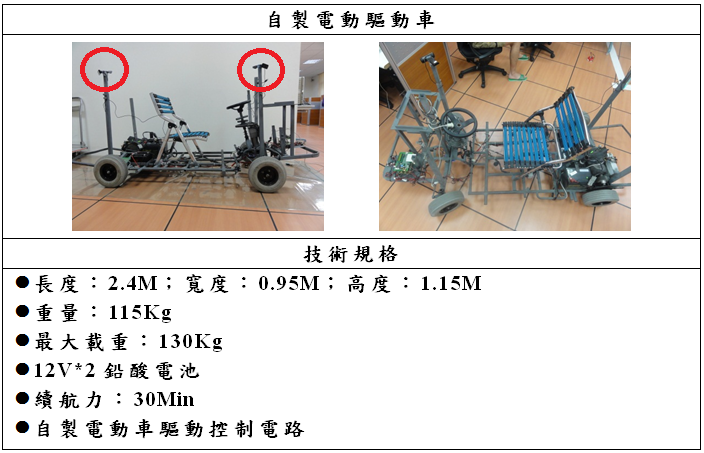 自製電動驅動車
技術規格
●長度：2.4M；寬度：0.95M；高度：1.15M
●重量：115Kg
●最大載重：130Kg
●12V*2 鉛酸電池
●續航力：30Min
●自製電動車驅動控制電路